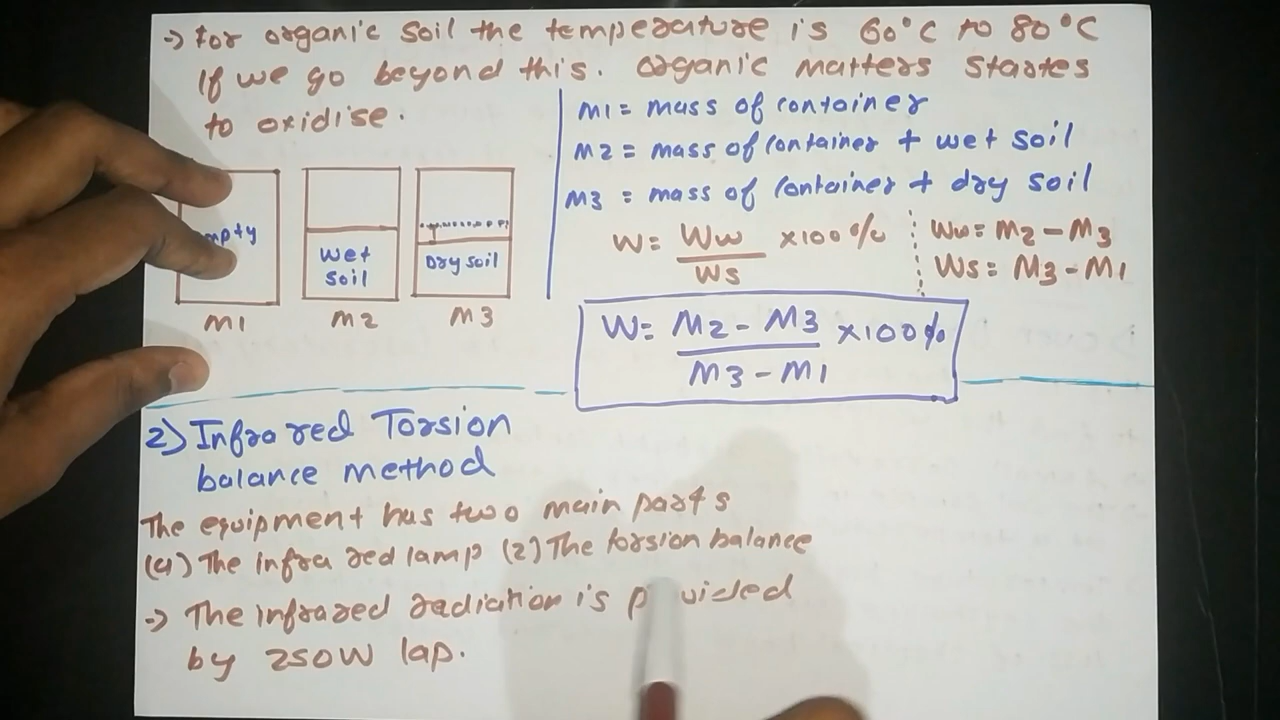 -> for organic soil the temperature is 60°C to 80°C
If we go beyond this. organic matters startes
to oxidise.
M1 = mass of container
M2 = mass of container + wet soil
M3 = mass of container + dry soil
W = Ww / Ws ×100%
Ww = M2 - M3
Ws = M3 - M1
wet
soil
Dry soil
M1 M2 M3
W = M2 - M3 / M3 - M1 ×100%
2) Infra red Torsion
balance method
The equipment has two main parts
(1) The infra red lamp (2) The torsion balance
-> The infrared radiation is
by 250W lap.